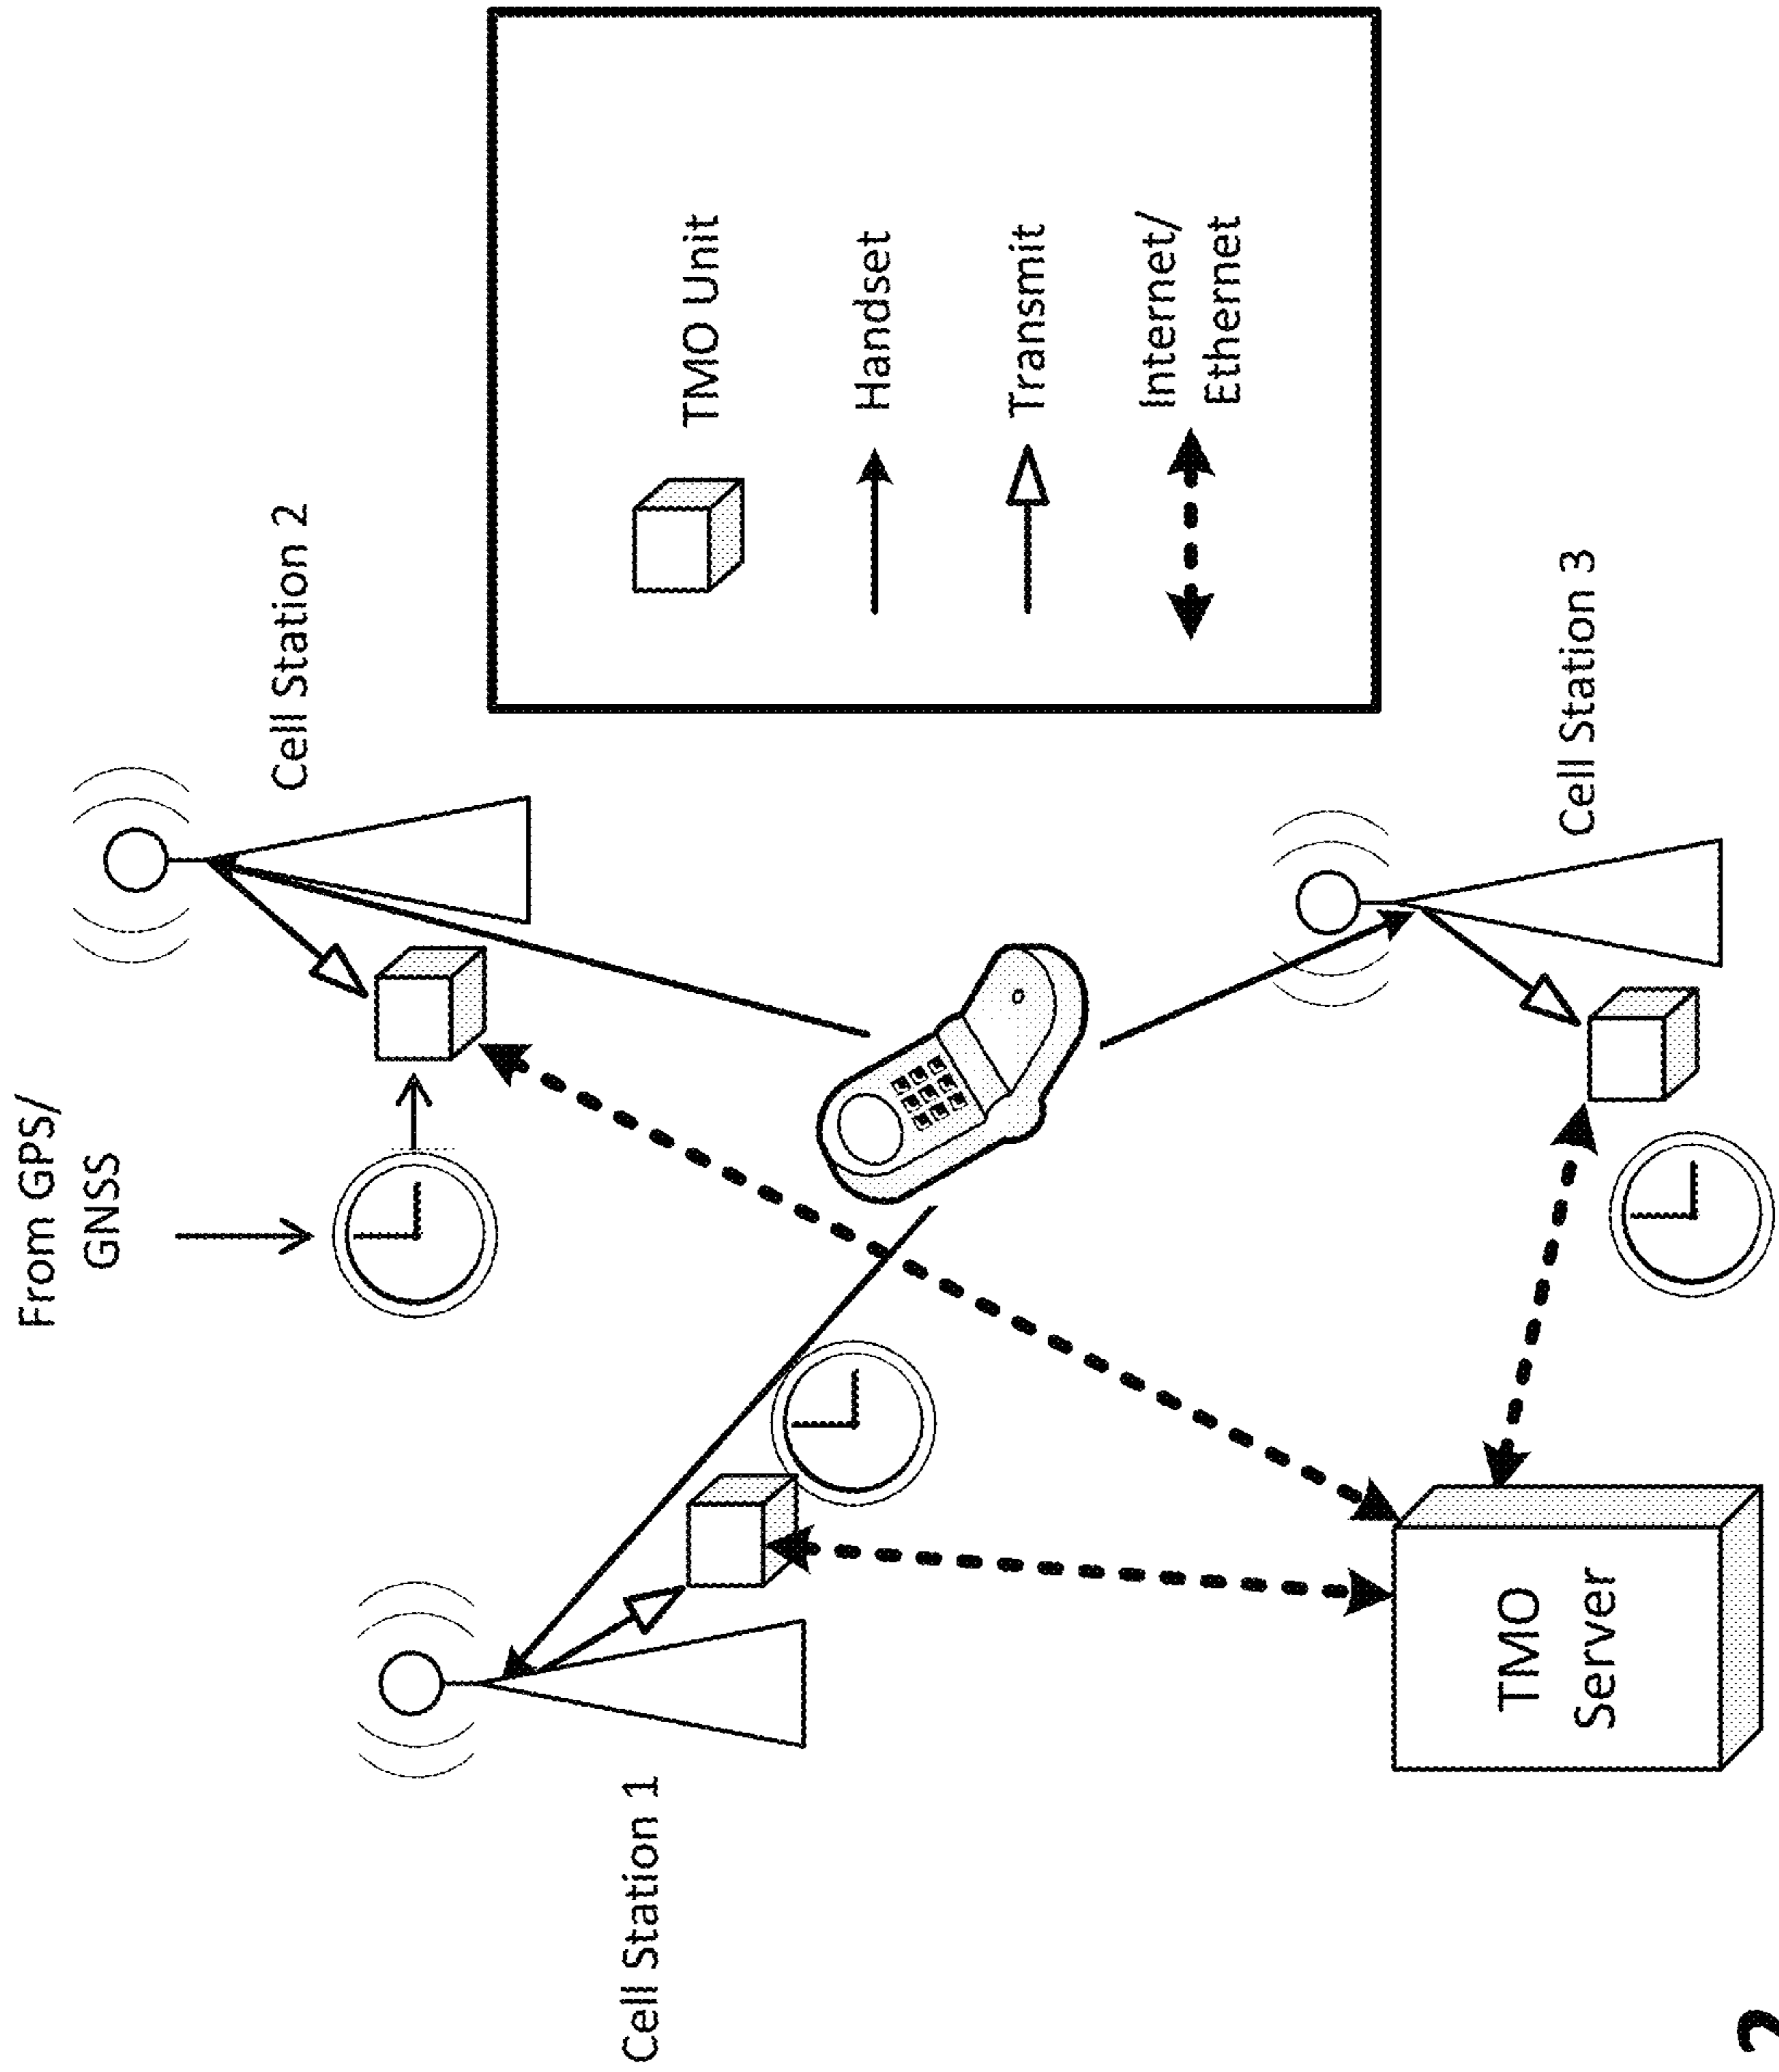 From GPS/
GNSS
Cell Station 2
Cell Station 1
TMO
Server
Cell Station 3
TMO Unit
Handset
Transmit
Internet/
Ethernet